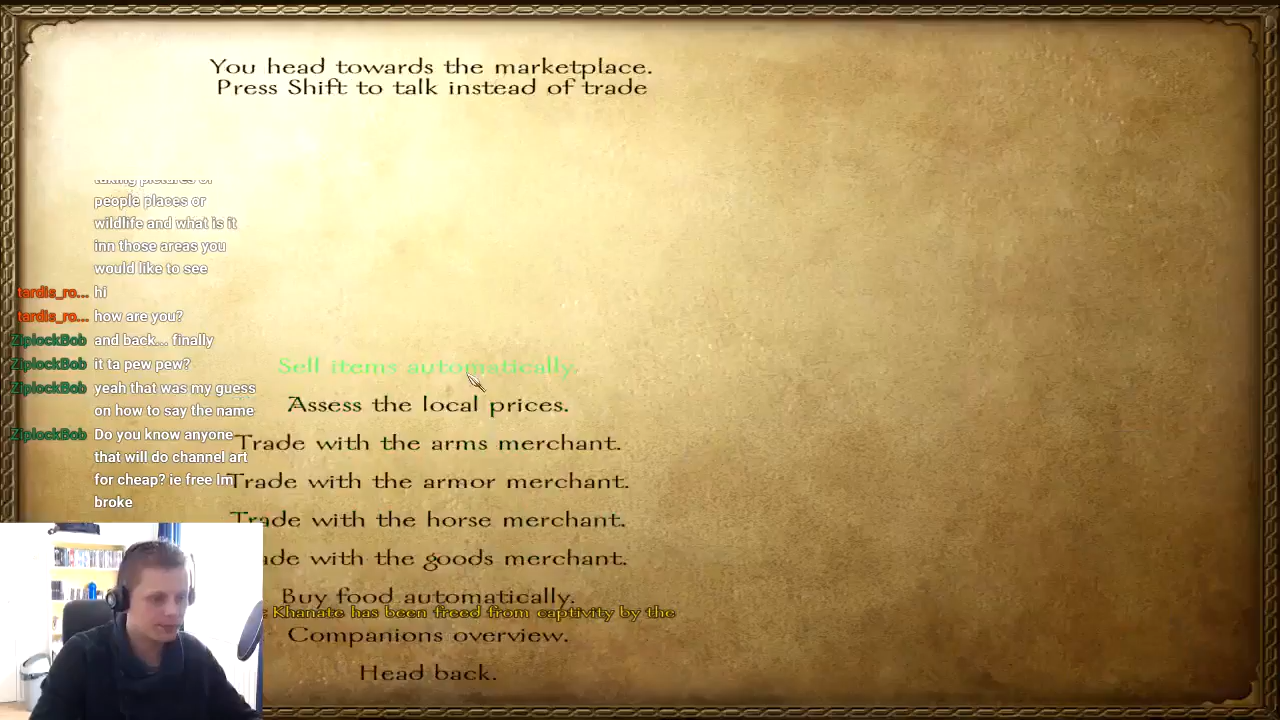 You head towards the marketplace.
Press Shift to talk instead of trade
people places or
wildlife and what is it
inn those areas you
would like to see
tardis_ro... hi
tardis_ro... how are you?
ZiplockBob and back... finally
ZiplockBob it ta pew pew?
ZiplockBob yeah that was my guess
on how to say the name
ZiplockBob Do you know anyone
that will do channel art
for cheap? ie free Im
broke
Sell items automatically.
Assess the local prices.
Trade with the arms merchant.
Trade with the armor merchant.
Trade with the horse merchant.
ade with the goods merchant.
Buy food automatically.
Khanate has been freed from captivity by the
Companions overview.
Head back.